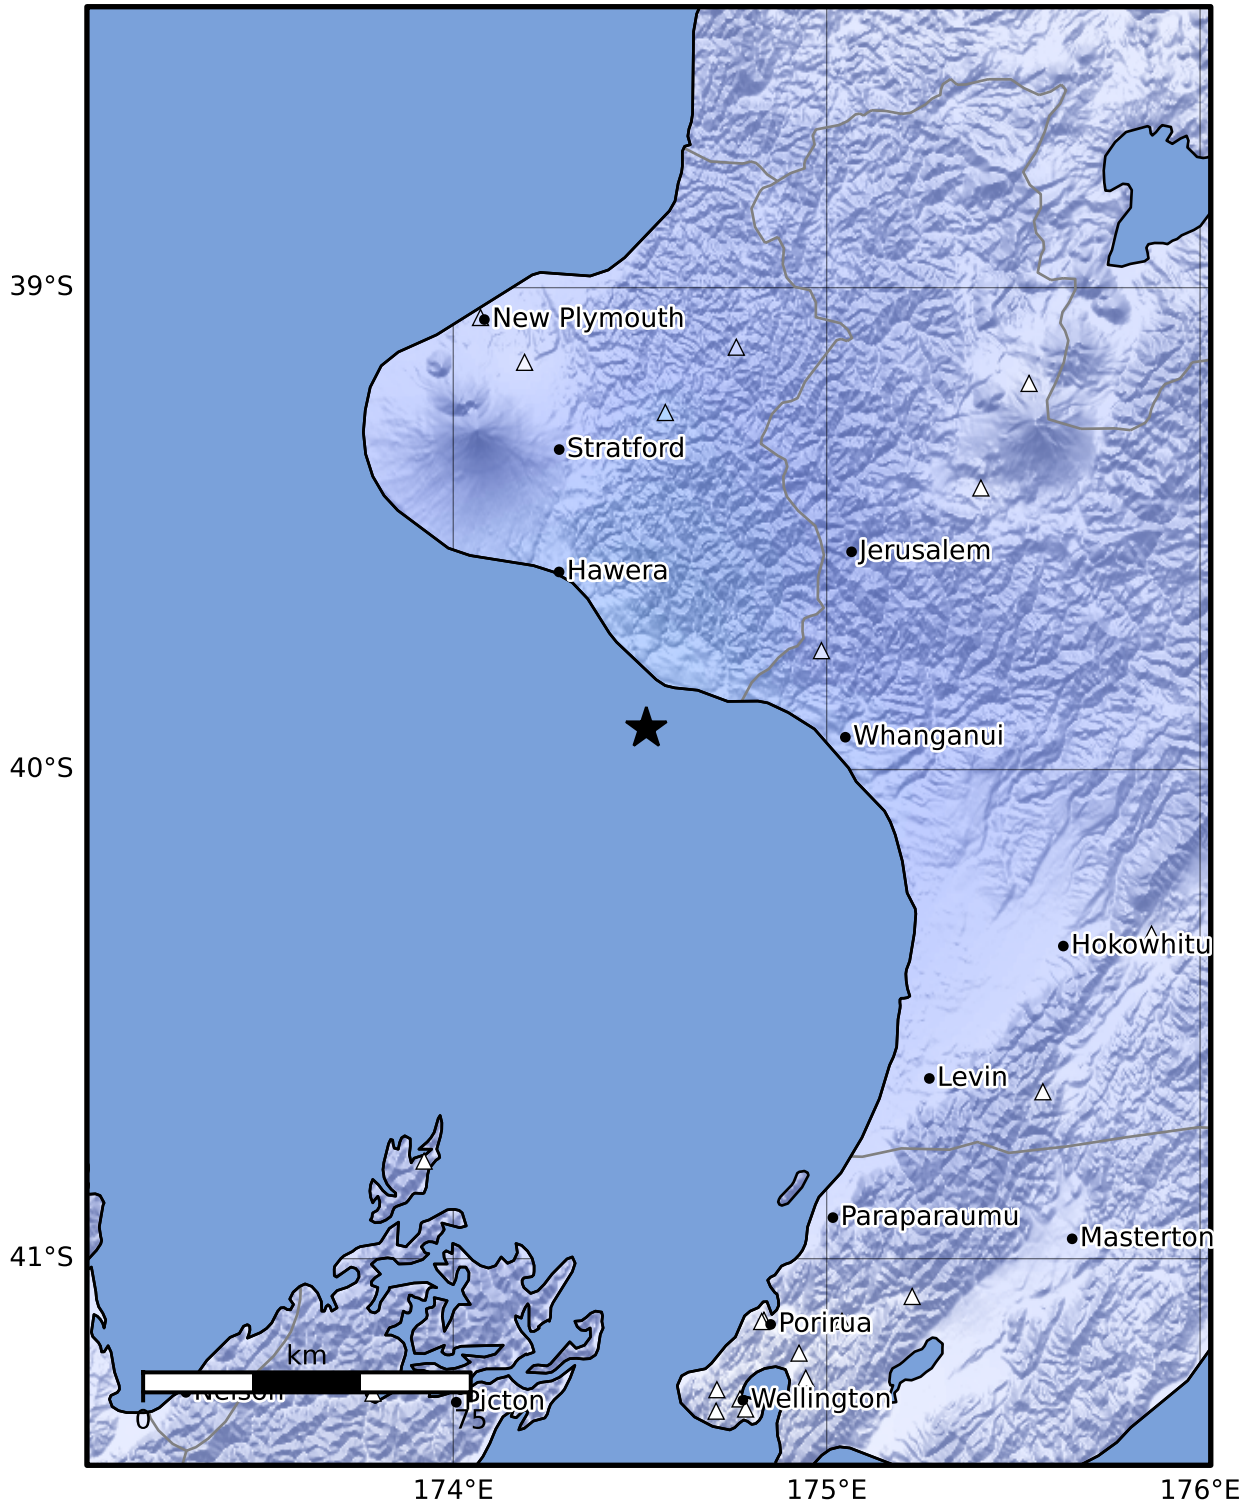 39°S
New Plymouth
Stratford
Jerusalem
Hawera
Whanganui
40°S
Hokowhitu
Levin
Paraparaumu
Masterton
41°S
Porirua
km
Nelson
Picton
Wellington
0
75
174°E
175°E
176°E